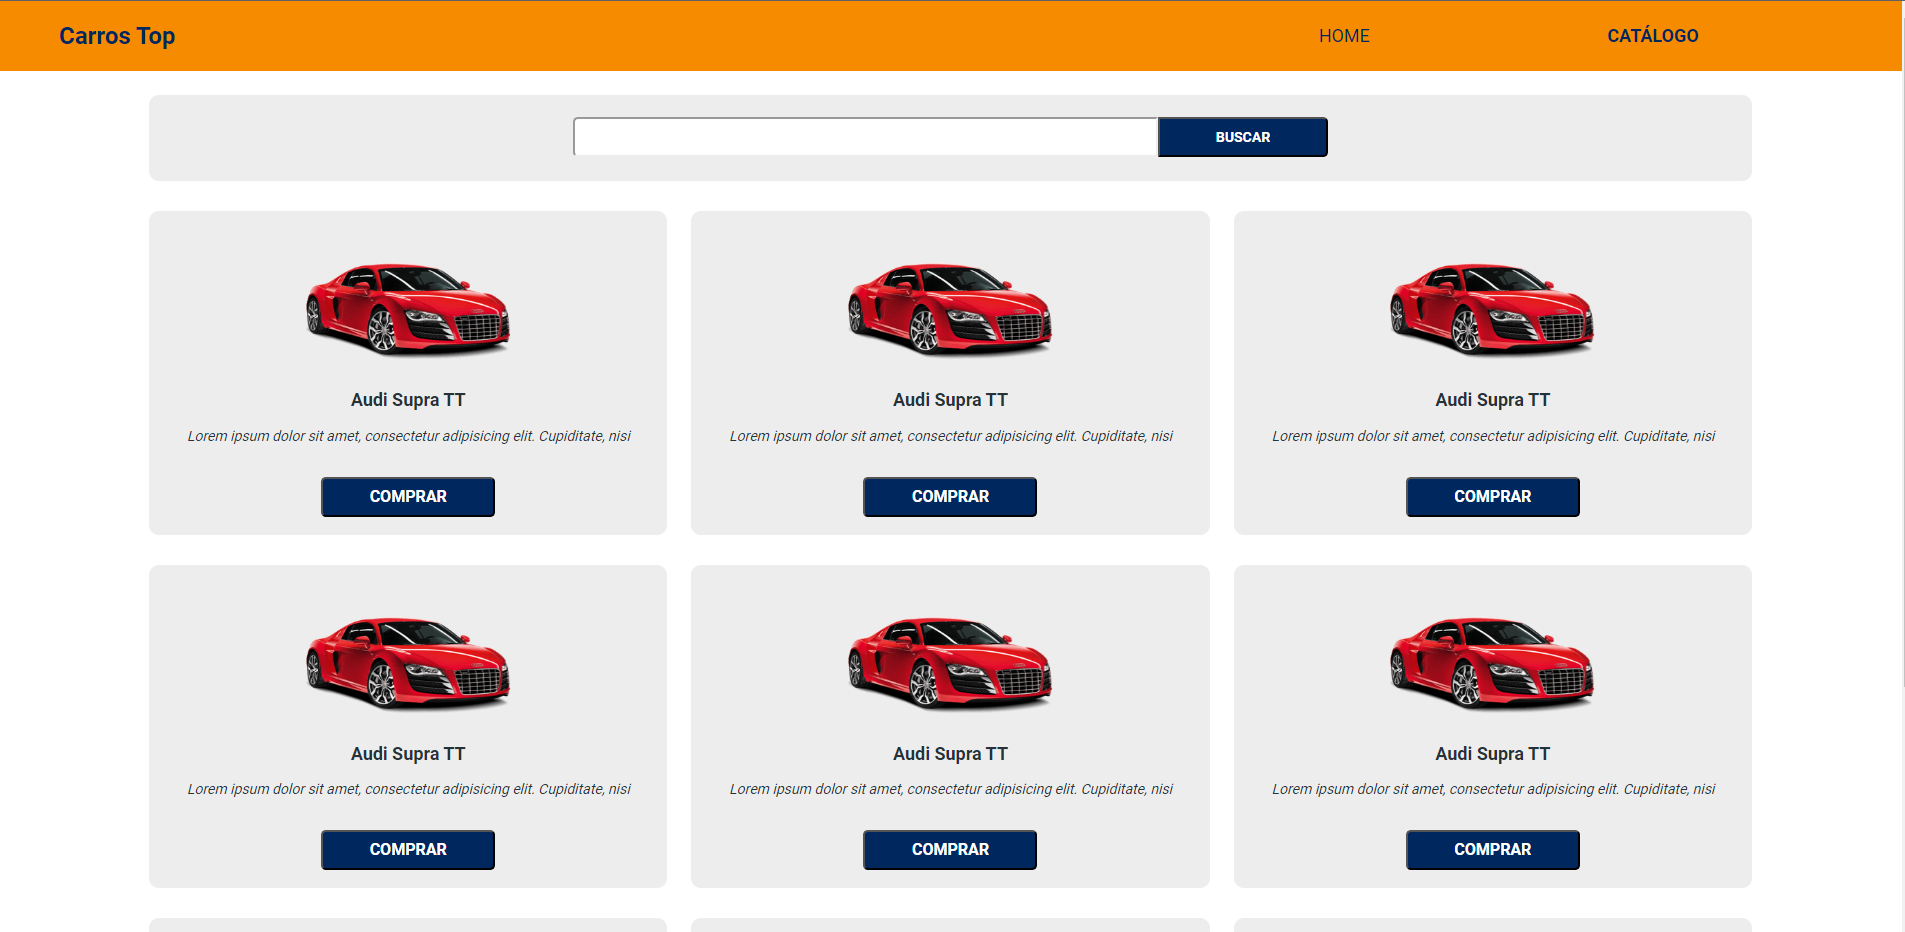 Carros Top HOME CATÁLOGO
BUSCAR
Audi Supra TT Audi Supra TT Audi Supra TT
Lorem ipsum dolor sit amet, consectetur adipisicing elit. Cupiditate, nisi Lorem ipsum dolor sit amet, consectetur adipisicing elit. Cupiditate, nisi Lorem ipsum dolor sit amet, consectetur adipisicing elit. Cupiditate, nisi
COMPRAR COMPRAR COMPRAR
Audi Supra TT Audi Supra TT Audi Supra TT
Lorem ipsum dolor sit amet, consectetur adipisicing elit. Cupiditate, nisi Lorem ipsum dolor sit amet, consectetur adipisicing elit. Cupiditate, nisi Lorem ipsum dolor sit amet, consectetur adipisicing elit. Cupiditate, nisi
COMPRAR COMPRAR COMPRAR